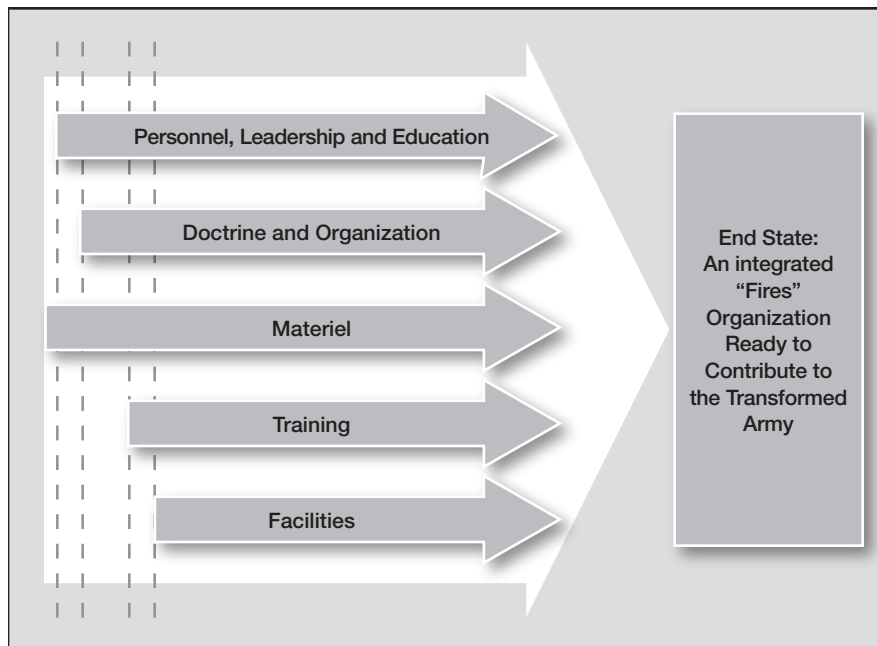 Personnel, Leadership and Education
Doctrine and Organization
Materiel
Training
Facilities
End State:
An integrated
“Fires”
Organization
Ready to
Contribute to
the Transformed
Army